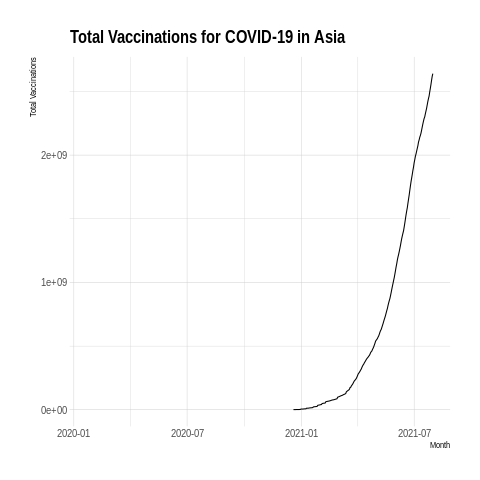 Total Vaccinations for COVID-19 in Asia
Total Vaccinations
2e+09
1e+09
0e+00
2020-01 2020-07 2021-01 2021-07
Month